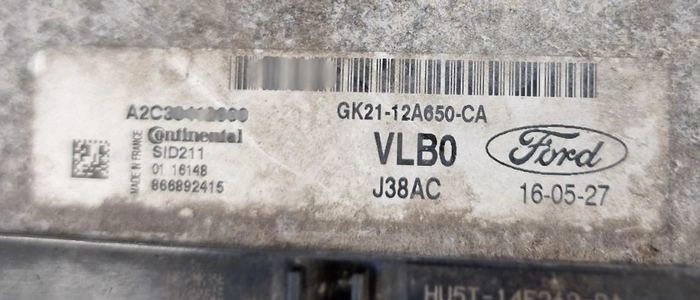 GK21-12A650-CA
Continental
SID211
01 16148
866892415
MADE IN FRANCE
VLB0
J38AC
Ford
16-05-27